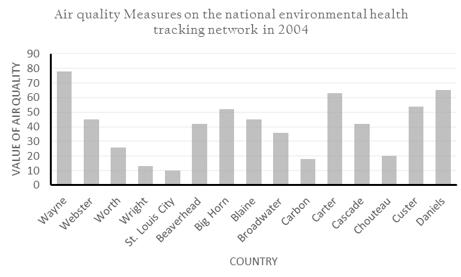 Air quality Measures on the national environmental health
tracking network in 2004
VALUE OF AIR QUALITY
90
80
70
60
50
40
30
20
10
0
Wayne
Webster
Worth
Wright
St. Louis City
Beaverhead
Big Horn
Blaine
Broadwater
Carbon
Carter
Cascade
Chouteau
Custer
Daniels
COUNTRY